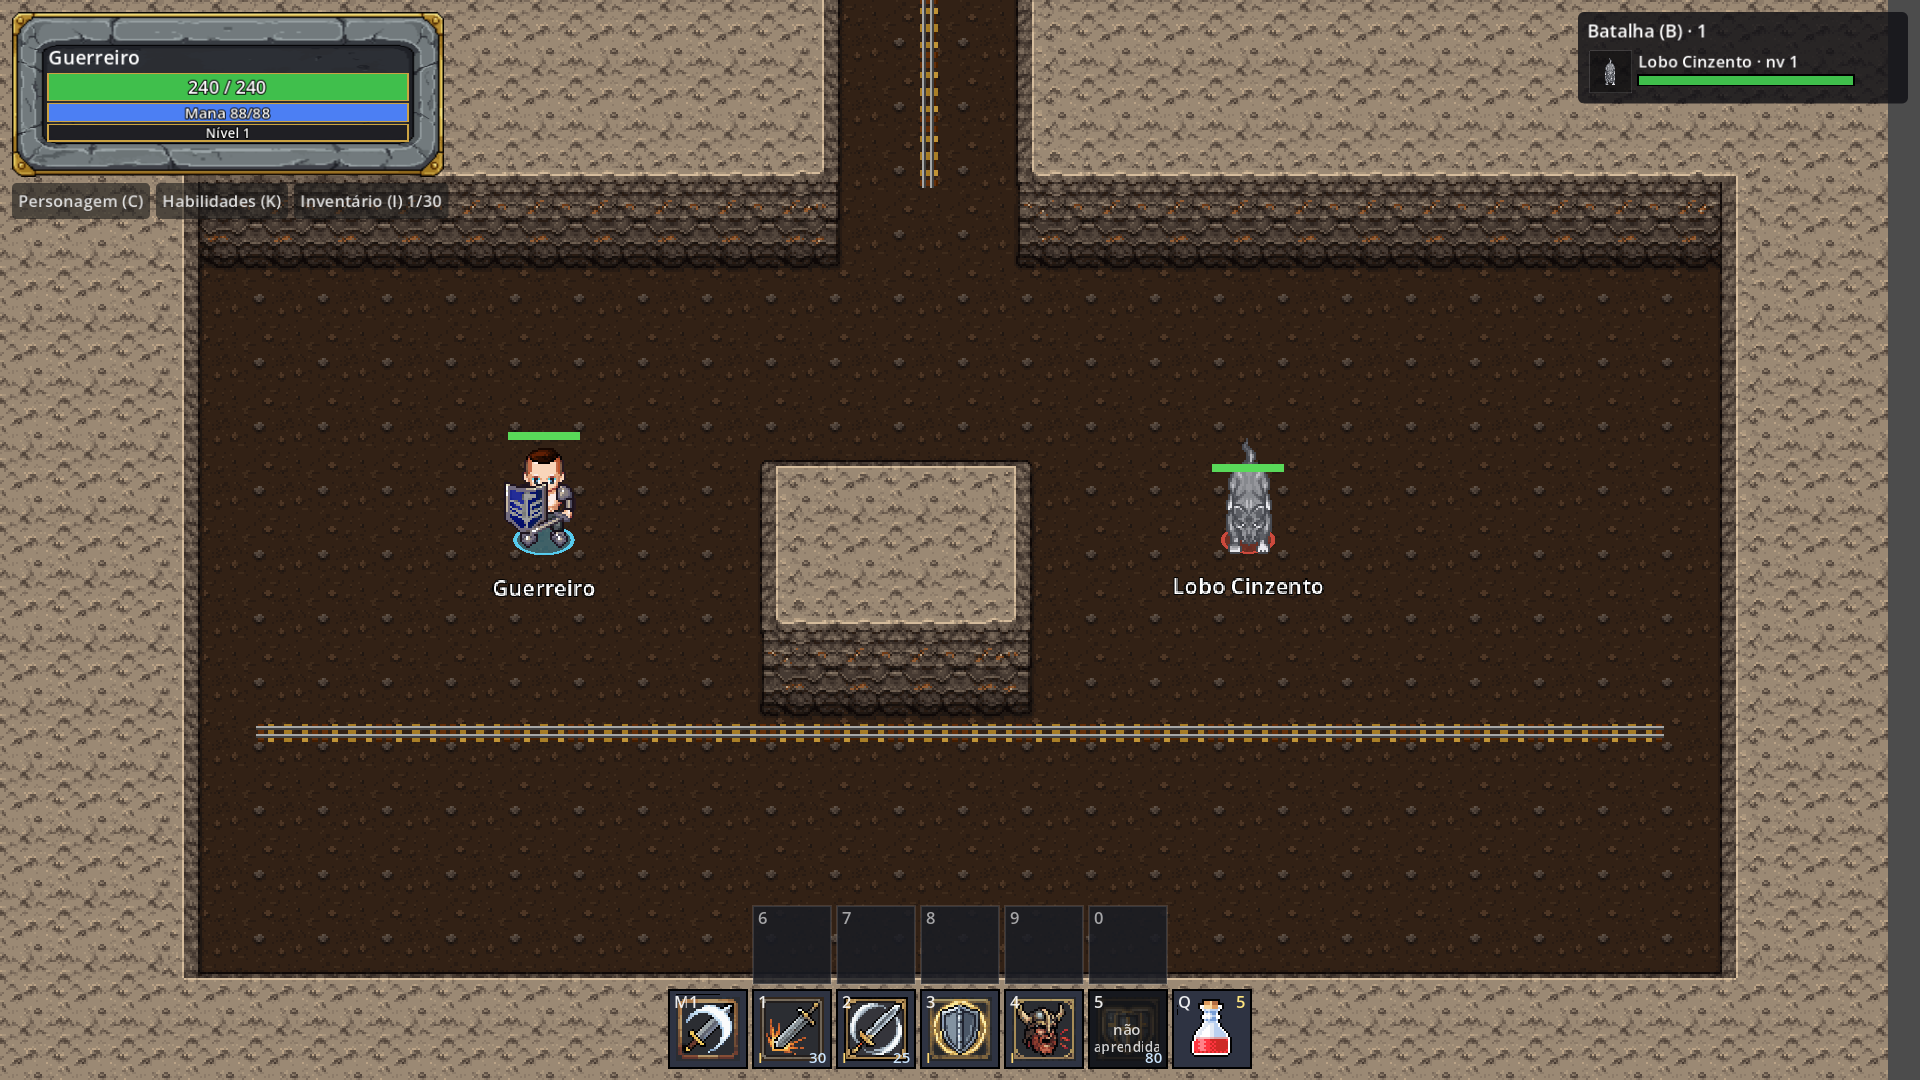 Guerreiro
240 / 240
Mana 88/88
Nível 1
Personagem (C) Habilidades (K) Inventário (I) 1/30
Batalha (B) · 1
Lobo Cinzento · nv 1
Guerreiro
Lobo Cinzento
6 7 8 9 0
M1 1 2 3 4 5 Q 5
não
aprendida
I 30 I 25 I I 80